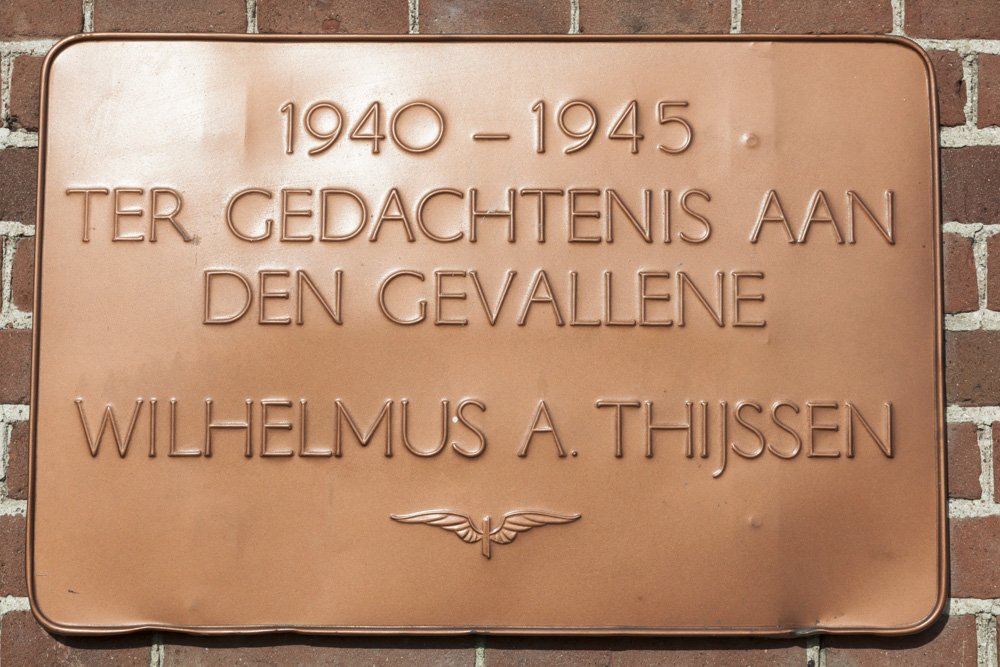 1940 – 1945
TER GEDACHTENIS AAN
DEN GEVALLENE
WILHELMUS A. THIJSSEN